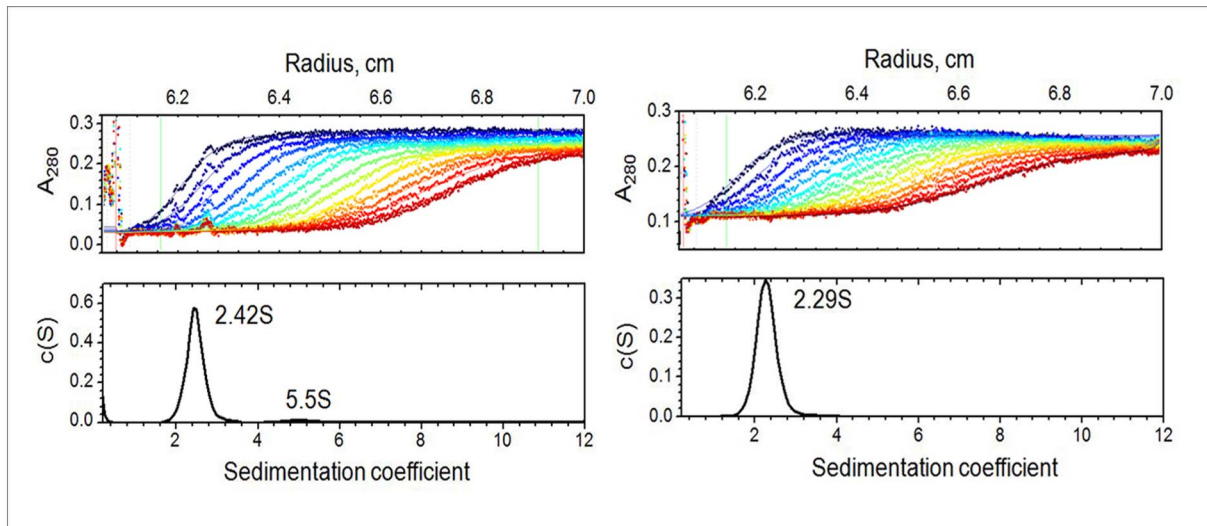 Radius, cm
6.2 6.4 6.6 6.8 7.0
A280
0.3
0.2
0.1
0.0
c(S)
0.6
0.4
0.2
0.0
2.42S
5.5S
2 4 6 8 10 12
Sedimentation coefficient
Radius, cm
6.2 6.4 6.6 6.8 7.0
A280
0.3
0.2
0.1
c(S)
0.3
0.2
0.1
0.0
2.29S
2 4 6 8 10 12
Sedimentation coefficient